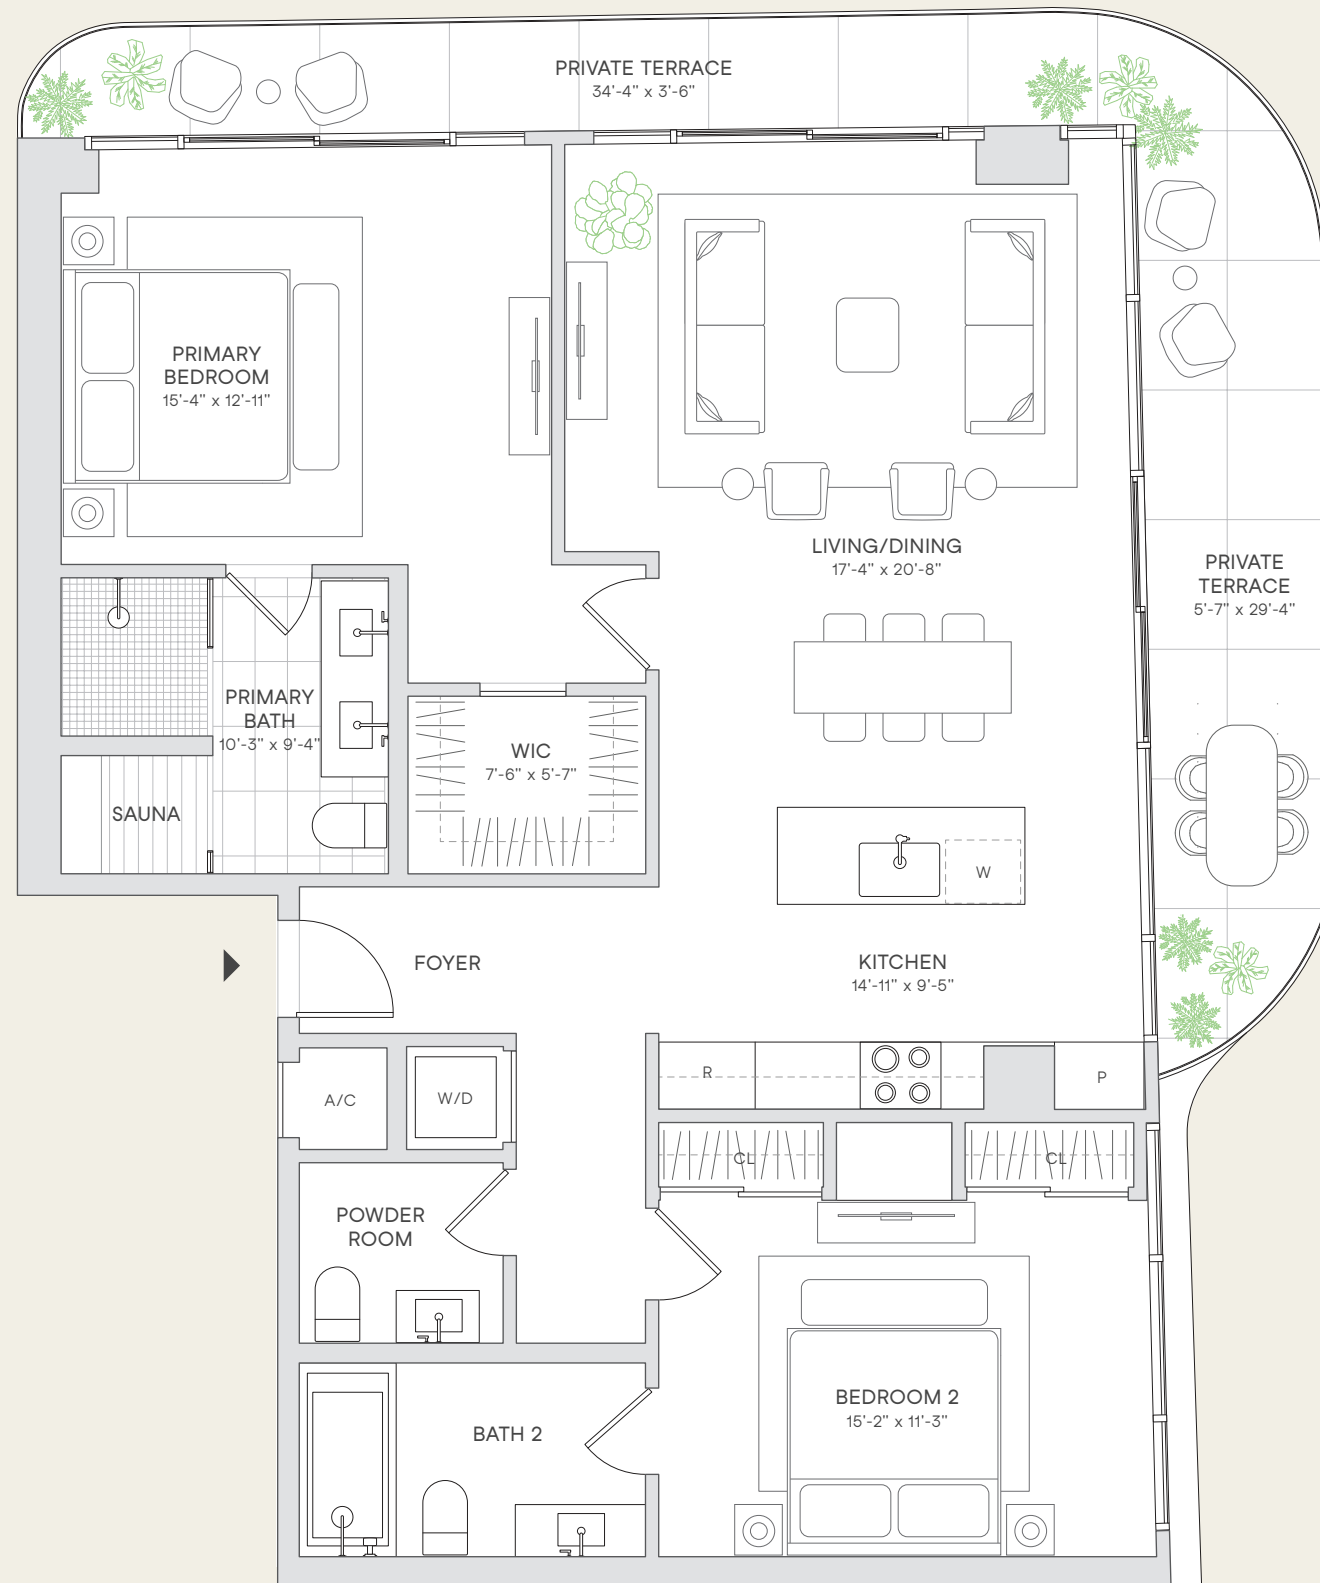 PRIVATE TERRACE
34'-4" x 3'-6"
PRIMARY
BEDROOM
15'-4" x 12'-11"
LIVING/DINING
17'-4" x 20'-8"
PRIVATE
TERRACE
5'-7" x 29'-4"
PRIMARY
BATH
10'-3" x 9'-4"
WIC
7'-6" x 5'-7"
SAUNA
W
FOYER
KITCHEN
14'-11" x 9'-5"
R
P
A/C
W/D
CL
CL
POWDER
ROOM
BEDROOM 2
15'-2" x 11'-3"
BATH 2